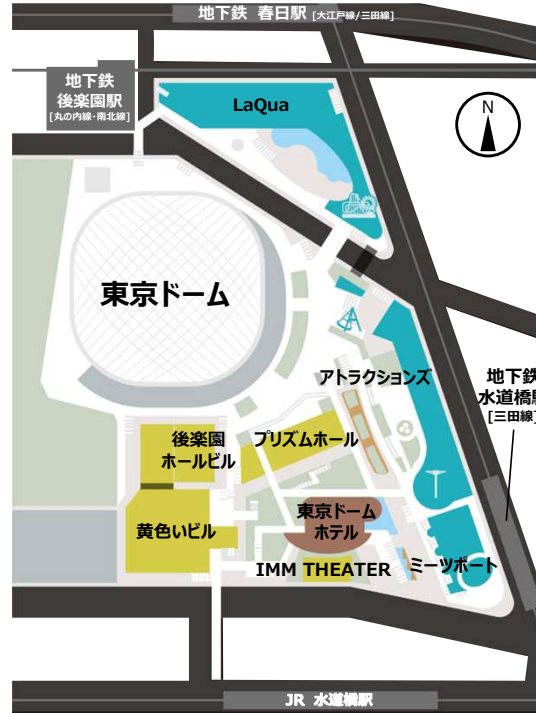 地下鉄 春日駅 [大江戸線/三田線]
地下鉄
後楽園駅
[丸の内線・南北線]
LaQua
N
東京ドーム
アトラクションズ
地下鉄
水道橋駅
[三田線]
後楽園
ホールビル
プリズムホール
黄色いビル
東京ドーム
ホテル
IMM THEATER
ミーツポート
JR 水道橋駅